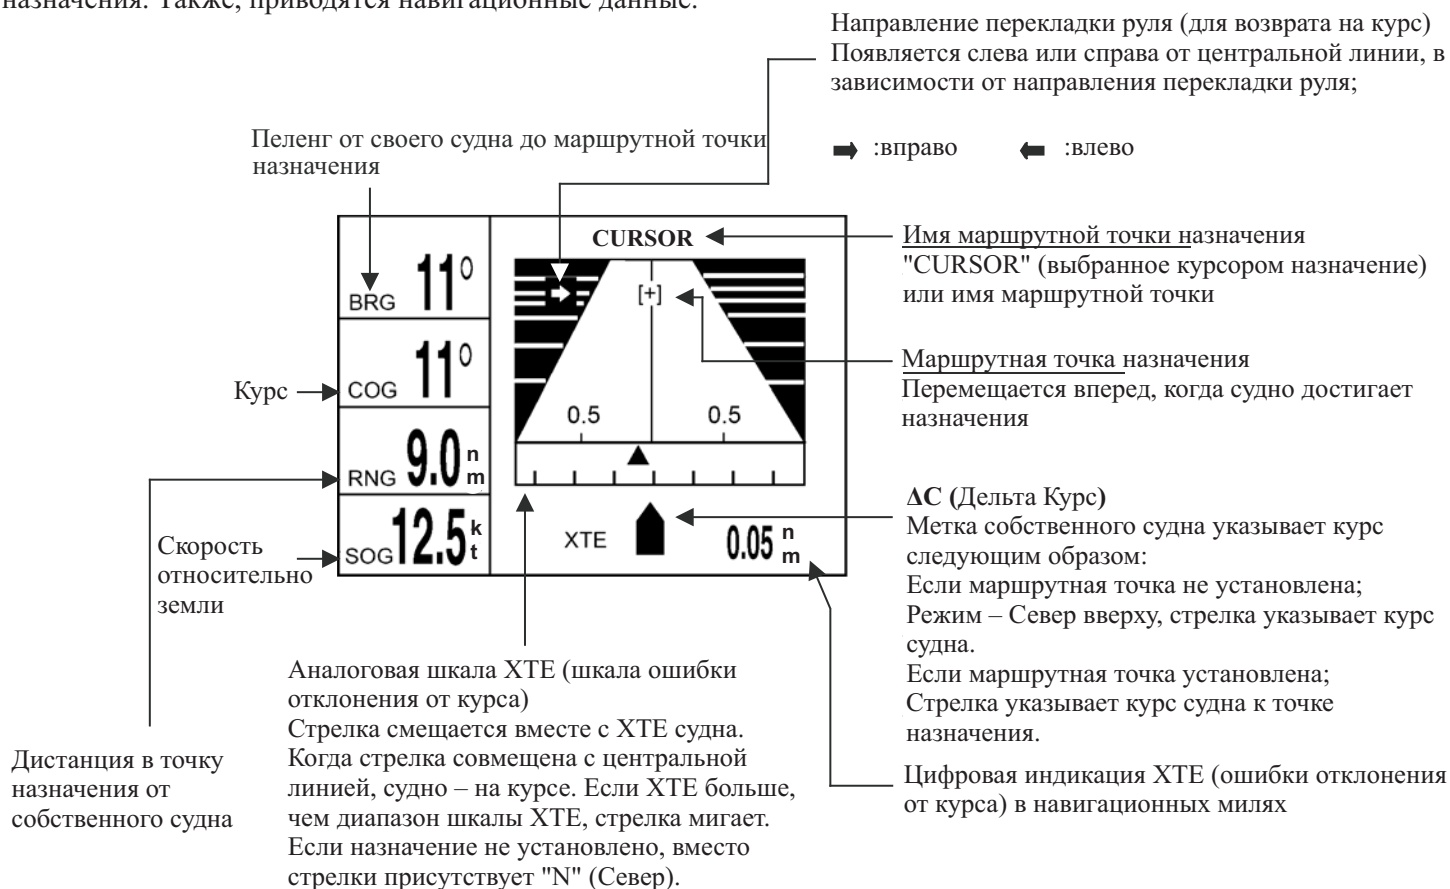 назначения. Также, приводятся навигационные данные.
Направление перекладки руля (для возврата на курс)
Появляется слева или справа от центральной линии, в
зависимости от направления перекладки руля;
:вправо :влево
Пеленг от своего судна до маршрутной точки
назначения
BRG 11°
COG 11°
RNG 9.0 n m
SOG 12.5 k t
CURSOR
[+]
0.5 0.5
XTE 0.05 n m
Имя маршрутной точки назначения
"CURSOR" (выбранное курсором назначение)
или имя маршрутной точки
Маршрутная точка назначения
Перемещается вперед, когда судно достигает
назначения
Курс
Скорость
относительно
земли
ΔC (Дельта Курс)
Метка собственного судна указывает курс
следующим образом:
Если маршрутная точка не установлена;
Режим – Север вверху, стрелка указывает курс
судна.
Если маршрутная точка установлена;
Стрелка указывает курс судна к точке
назначения.
Аналоговая шкала XTE (шкала ошибки
отклонения от курса)
Стрелка смещается вместе с XTE судна.
Когда стрелка совмещена с центральной
линией, судно – на курсе. Если XTE больше,
чем диапазон шкалы XTE, стрелка мигает.
Если назначение не установлено, вместо
стрелки присутствует "N" (Север).
Дистанция в точку
назначения от
собственного судна
Цифровая индикация XTE (ошибки отклонения
от курса) в навигационных милях